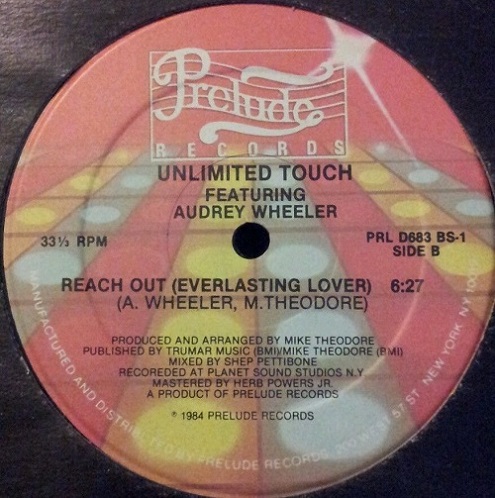 Prelude
RECORDS
UNLIMITED TOUCH
FEATURING
AUDREY WHEELER
33⅓ RPM
PRL D683 BS-1
SIDE B
REACH OUT (EVERLASTING LOVER) 6:27
(A. WHEELER, M.THEODORE)
PRODUCED AND ARRANGED BY MIKE THEODORE
PUBLISHED BY TRUMAR MUSIC (BMI/MIKE THEODORE (BMI)
MIXED BY SHEP PETTIBONE
RECOREDED AT PLANET SOUND STUDIOS N.Y
MASTERED BY HERB POWERS JR.
A PRODUCT OF PRELUDE RECORDS
℗ 1984 PRELUDE RECORDS
MANUFACTURED AND DISTRIBUTED BY PRELUDE RECORDS 200 W. 57 ST. NEW YORK, NY